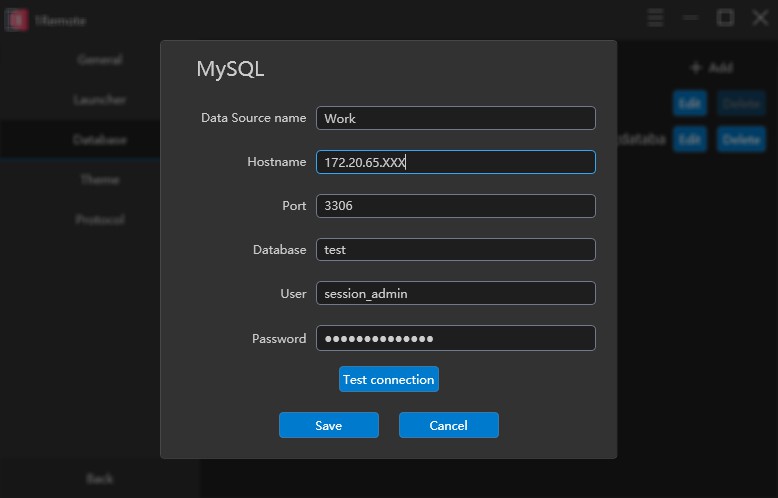 1Remote
General
Launcher
Database
Theme
Protocol
Back
+ Add
Edit Delete
databa Edit Delete
MySQL
Data Source name Work
Hostname 172.20.65.XXX
Port 3306
Database test
User session_admin
Password ●●●●●●●●●●●●●●
Test connection
Save Cancel